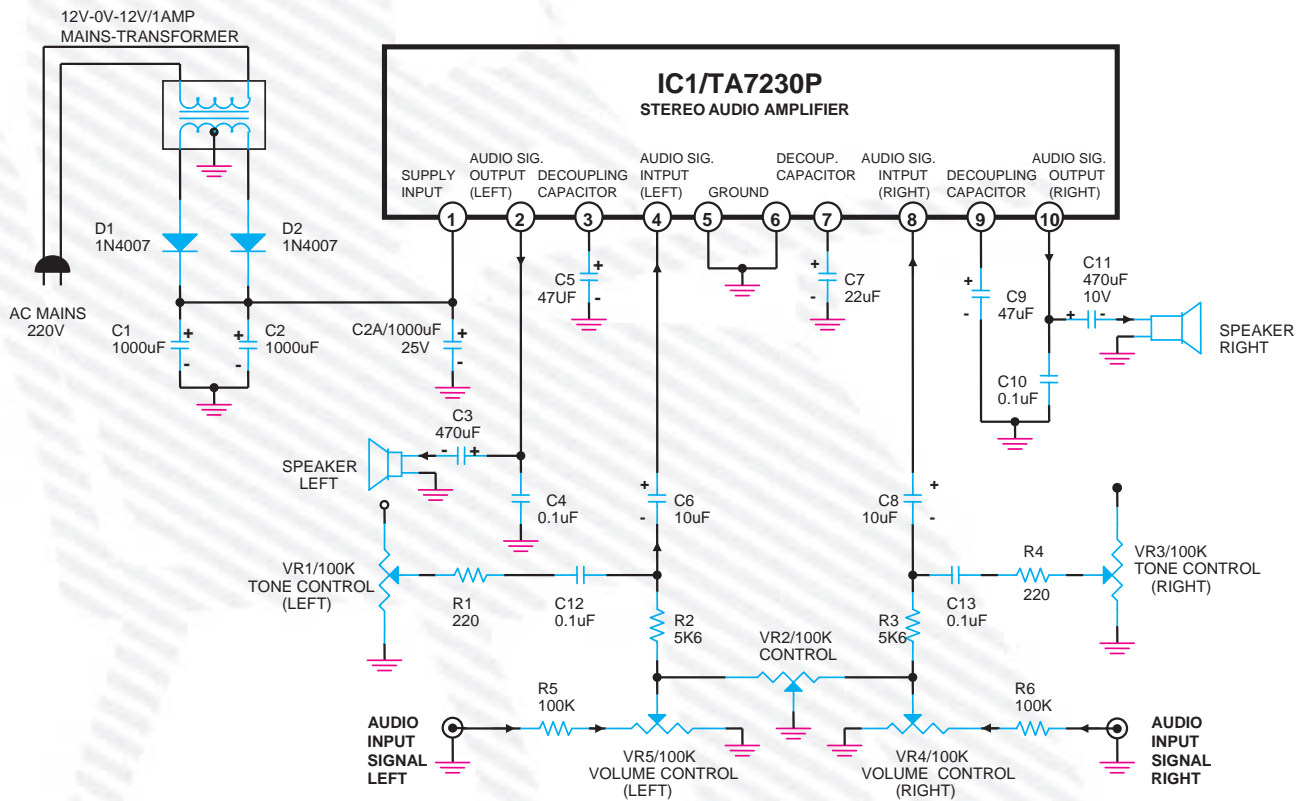 12V-0V-12V/1AMP
MAINS-TRANSFORMER
IC1/TA7230P
STEREO AUDIO AMPLIFIER
SUPPLY
INPUT
AUDIO SIG.
OUTPUT
(LEFT)
DECOUPLING
CAPACITOR
AUDIO SIG.
INTPUT
(LEFT)
GROUND
DECOUP.
CAPACITOR
AUDIO SIG.
INTPUT
(RIGHT)
DECOUPLING
CAPACITOR
AUDIO SIG.
OUTPUT
(RIGHT)
1 2 3 4 5 6 7 8 9 10
D1
1N4007
D2
1N4007
AC MAINS
220V
C1
1000uF
+
-
C2
1000uF
+
-
C2A/1000uF
25V
+
-
C5
47UF
+
-
C7
22uF
+
-
C9
47uF
+
-
C11
470uF
10V
+ -
SPEAKER
RIGHT
C10
0.1uF
C3
470uF
- +
SPEAKER
LEFT
C4
0.1uF
C6
10uF
+
-
C8
10uF
+
-
VR1/100K
TONE CONTROL
(LEFT)
R1
220
C12
0.1uF
R2
5K6
R3
5K6
C13
0.1uF
R4
220
VR3/100K
TONE CONTROL
(RIGHT)
VR2/100K
CONTROL
AUDIO
INPUT
SIGNAL
LEFT
R5
100K
VR5/100K
VOLUME CONTROL
(LEFT)
VR4/100K
VOLUME CONTROL
(RIGHT)
R6
100K
AUDIO
INPUT
SIGNAL
RIGHT